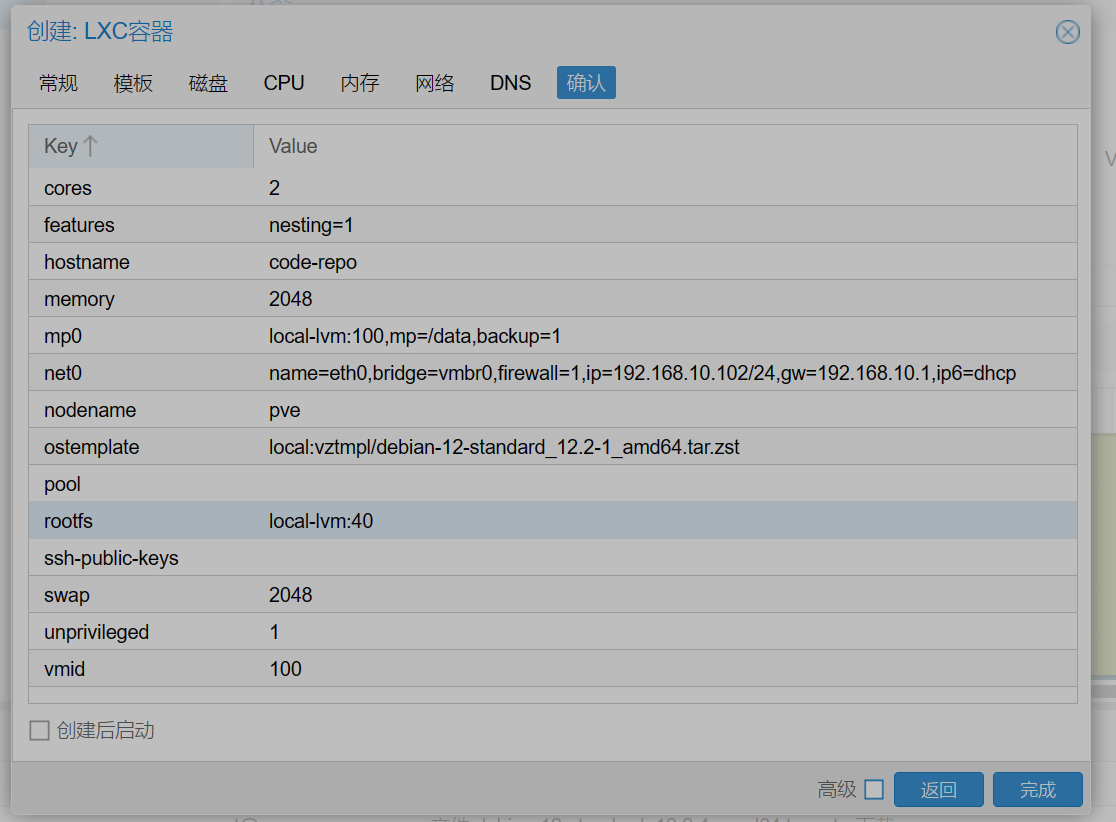 创建: LXC容器
常规 模板 磁盘 CPU 内存 网络 DNS 确认
Key Value
cores 2
features nesting=1
hostname code-repo
memory 2048
mp0 local-lvm:100,mp=/data,backup=1
net0 name=eth0,bridge=vmbr0,firewall=1,ip=192.168.10.102/24,gw=192.168.10.1,ip6=dhcp
nodename pve
ostemplate local:vztmpl/debian-12-standard_12.2-1_amd64.tar.zst
pool
rootfs local-lvm:40
ssh-public-keys
swap 2048
unprivileged 1
vmid 100
创建后启动
高级 返回 完成